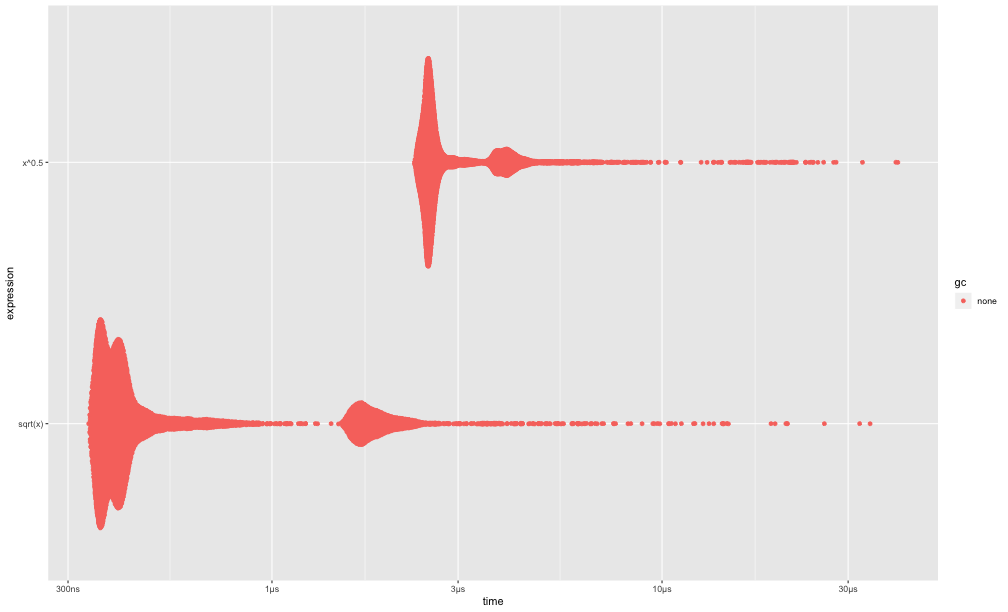 x^0.5
sqrt(x)
expression
300ns
1µs
3µs
10µs
30µs
time
gc
none